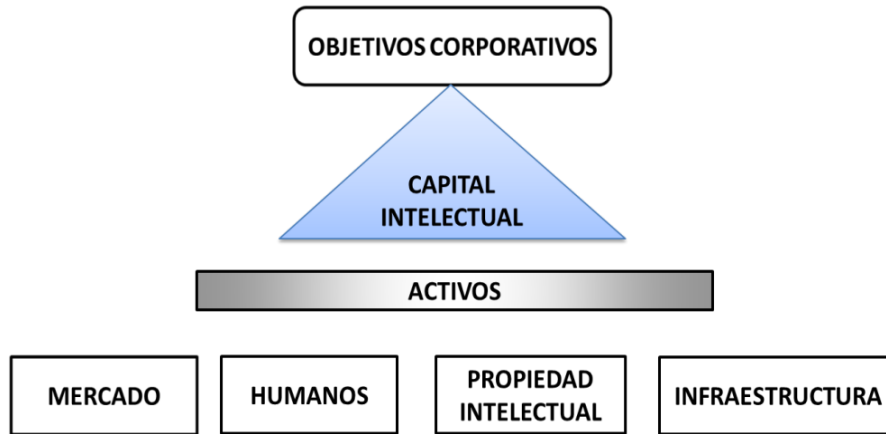 OBJETIVOS CORPORATIVOS
CAPITAL
INTELECTUAL
ACTIVOS
MERCADO
HUMANOS
PROPIEDAD
INTELECTUAL
INFRAESTRUCTURA